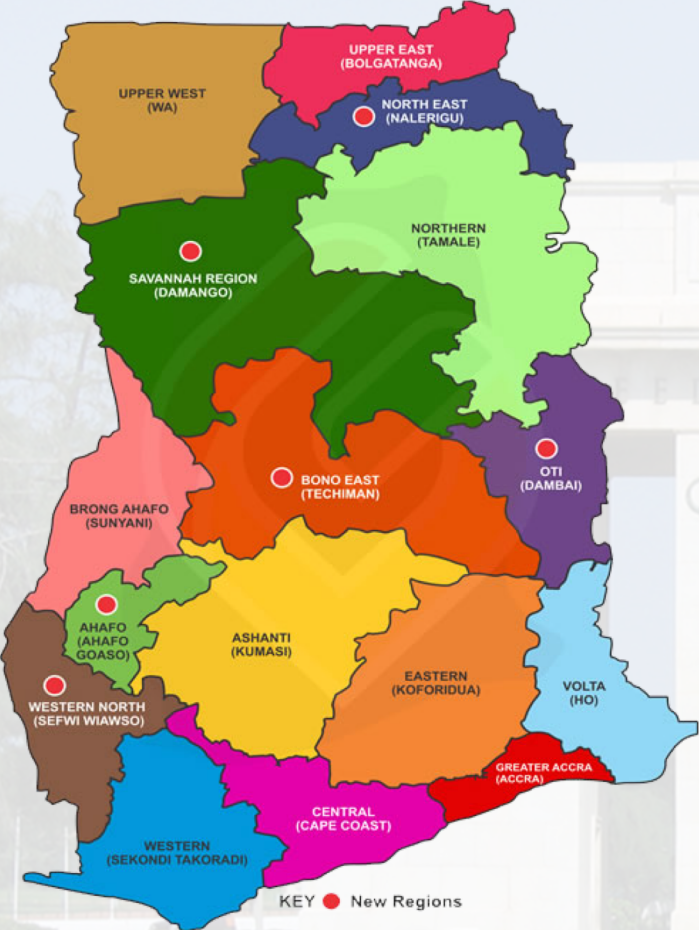 UPPER EAST
(BOLGATANGA)
UPPER WEST
(WA)
NORTH EAST
(NALERIGU)
NORTHERN
(TAMALE)
SAVANNAH REGION
(DAMANGO)
BONO EAST
(TECHIMAN)
OTI
(DAMBAI)
BRONG AHAFO
(SUNYANI)
AHAFO
(AHAFO
GOASO)
ASHANTI
(KUMASI)
EASTERN
(KOFORIDUA)
VOLTA
(HO)
WESTERN NORTH
(SEFWI WIAWSO)
GREATER ACCRA
(ACCRA)
CENTRAL
(CAPE COAST)
WESTERN
(SEKONDI TAKORADI)
KEY New Regions